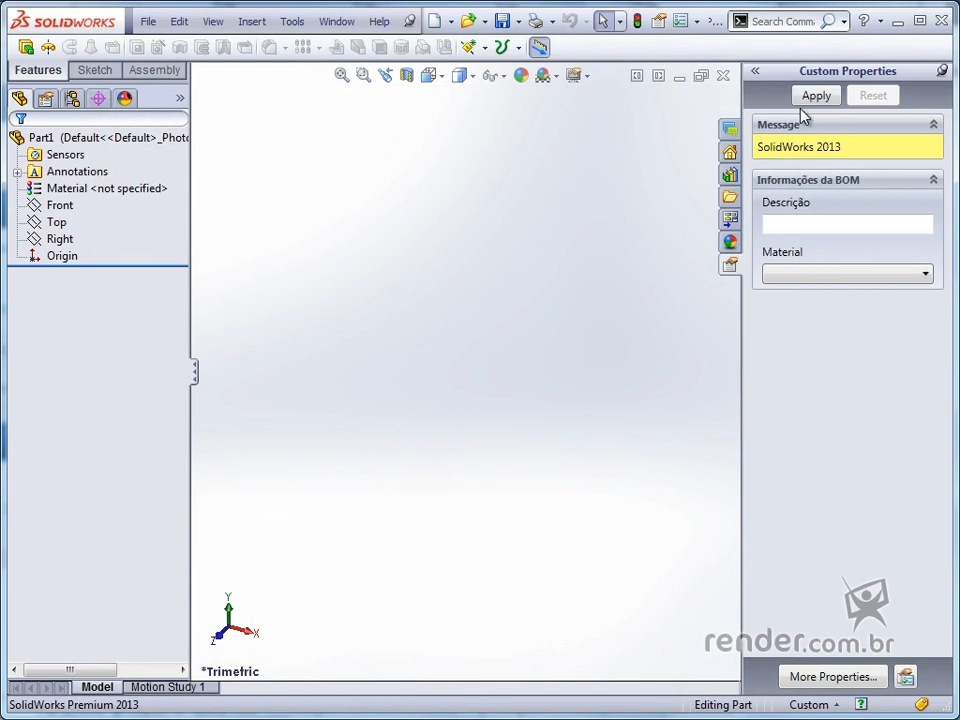 SOLIDWORKS File Edit View Insert Tools Window Help ... Search Comma ?
Features Sketch Assembly
Custom Properties
Apply Reset
Message
SolidWorks 2013
Informações da BOM
Descrição
Material
Part1 (Default<<Default>_Phot
Sensors
Annotations
Material <not specified>
Front
Top
Right
Origin
Y
X
Z
*Trimetric
render.com.br
More Properties...
Model Motion Study 1
SolidWorks Premium 2013 Editing Part Custom ?